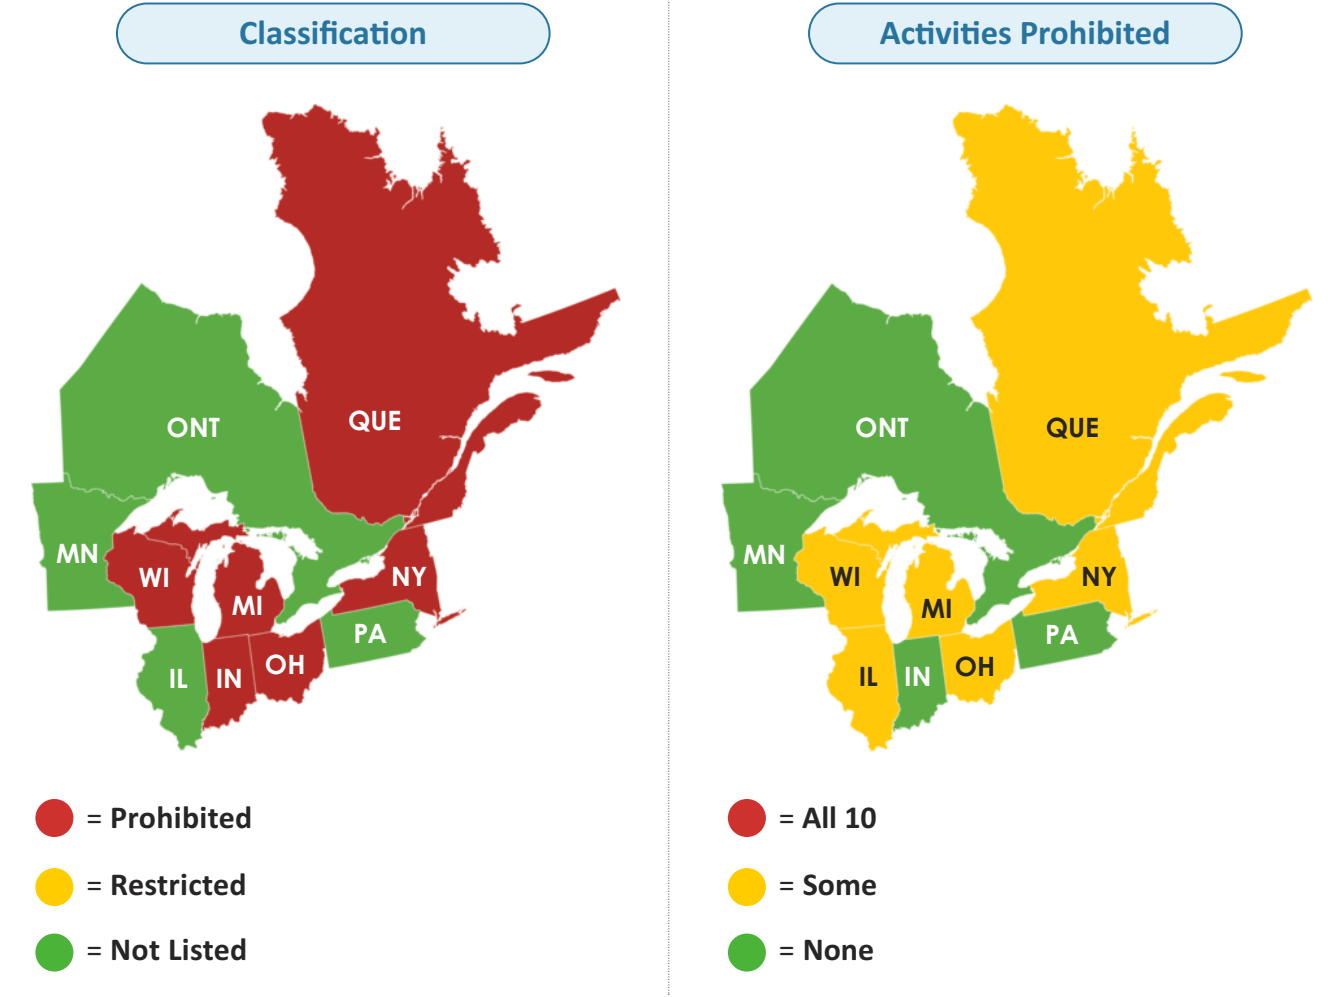 Classification
ONT
QUE
MN
WI
MI
NY
PA
IL
IN
OH
= Prohibited
= Restricted
= Not Listed
Activities Prohibited
ONT
QUE
MN
WI
MI
NY
PA
IL
IN
OH
= All 10
= Some
= None